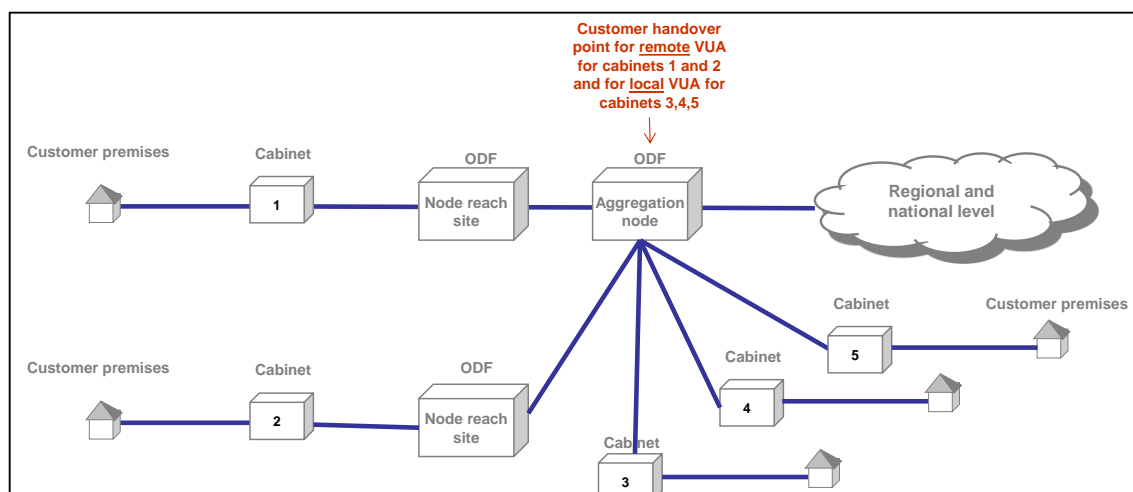 Customer handover
point for remote VUA
for cabinets 1 and 2
and for local VUA for
cabinets 3,4,5
Customer premises
Cabinet
ODF
ODF
1
Node reach
site
Aggregation
node
Regional and
national level
Cabinet
Customer premises
5
Customer premises
Cabinet
ODF
Cabinet
2
Node reach
site
4
Cabinet
3